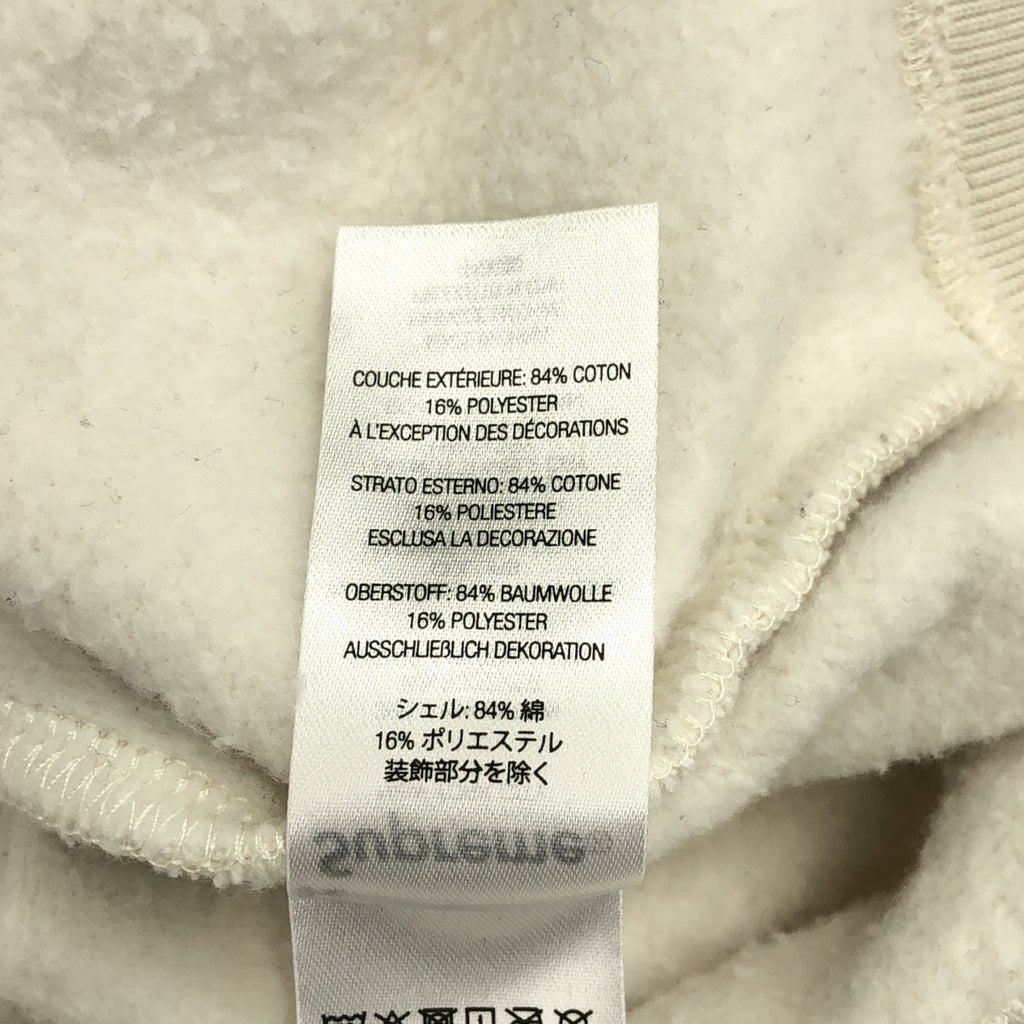 COUCHE EXTÉRIEURE: 84% COTON
16% POLYESTER
À L'EXCEPTION DES DÉCORATIONS
STRATO ESTERNO: 84% COTONE
16% POLIESTERE
ESCLUSA LA DECORAZIONE
OBERSTOFF: 84% BAUMWOLLE
16% POLYESTER
AUSSCHLIEßLICH DEKORATION
シェル: 84% 綿
16% ポリエステル
装飾部分を除く
Supreme®